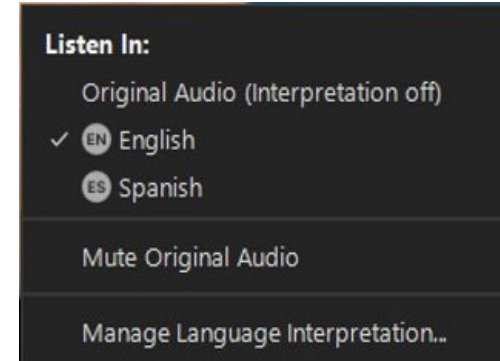 Listen In:
Original Audio (Interpretation off)
EN English
ES Spanish
Mute Original Audio
Manage Language Interpretation...